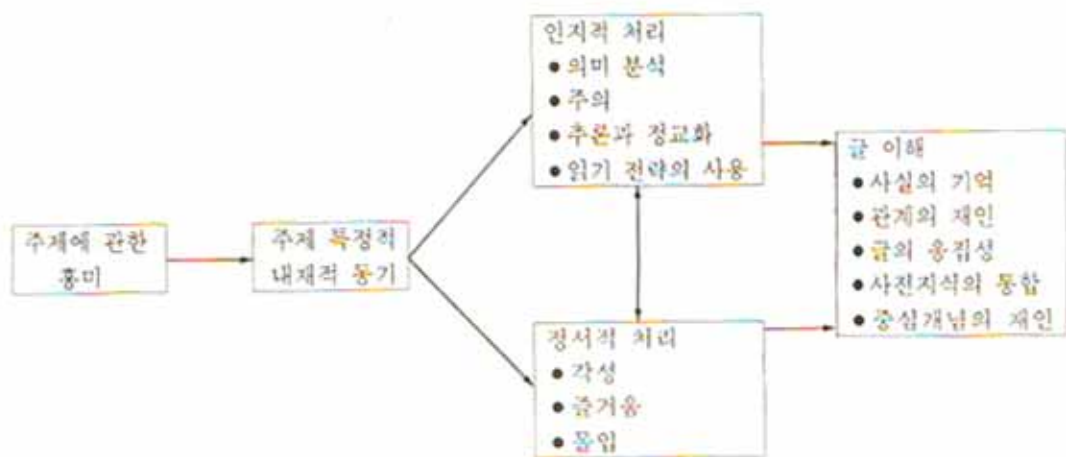 주제에 관한
흥미
주제 특정적
내재적 동기
인지적 처리
● 의미 분석
● 주의
● 추론과 정교화
● 읽기 전략의 사용
정서적 처리
● 각성
● 즐거움
● 몰입
글 이해
● 사실의 기억
● 관계의 재인
● 글의 응집성
● 사전지식의 통합
● 중심개념의 재인